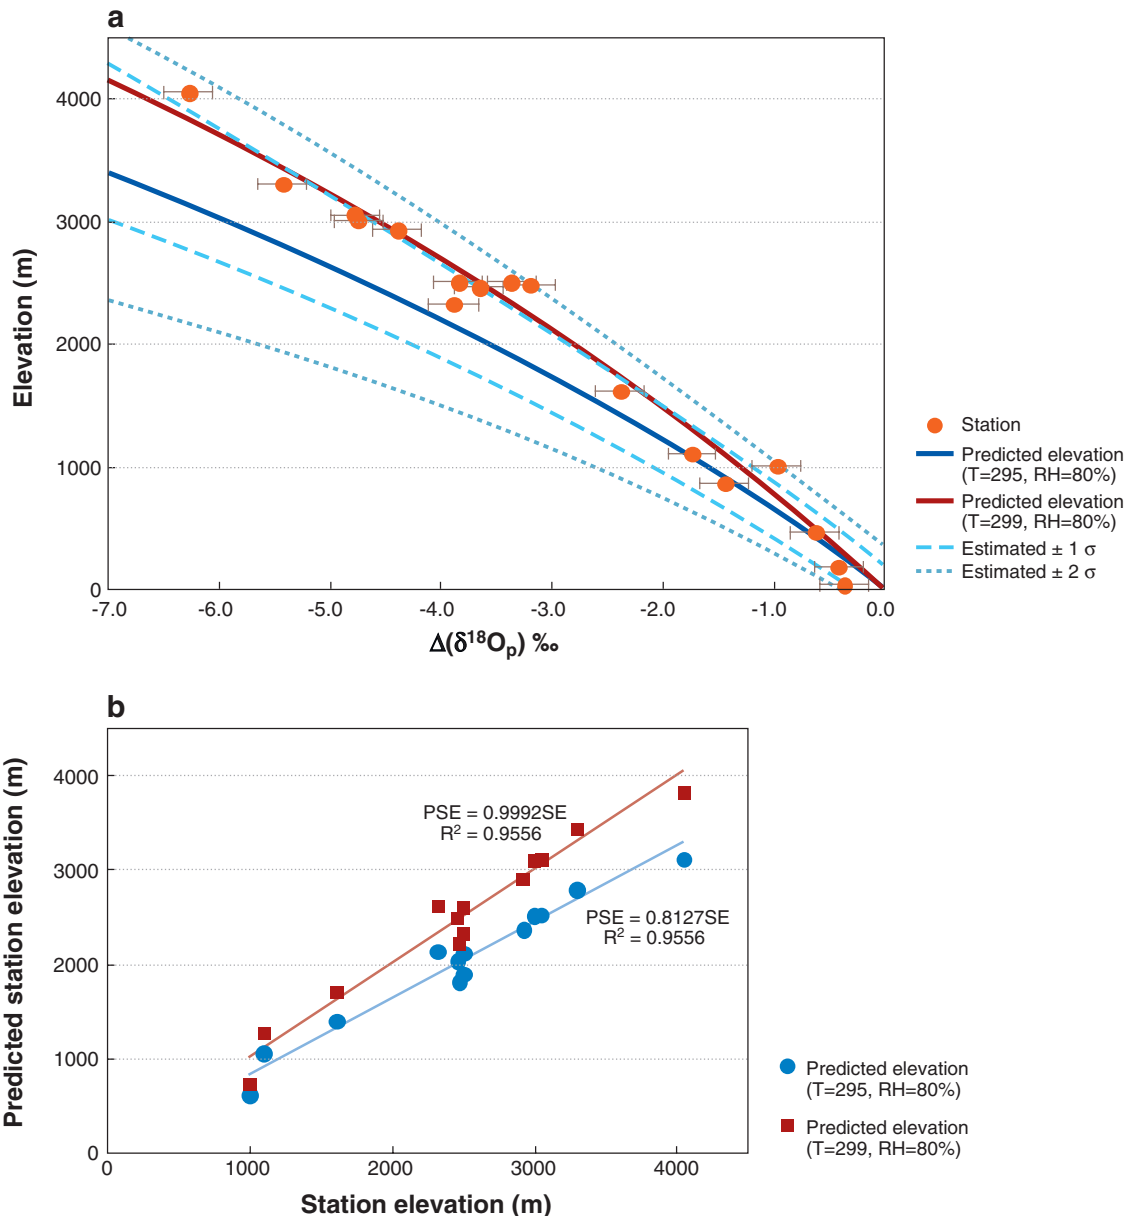 a
Elevation (m)
4000
3000
2000
1000
0
-7.0 -6.0 -5.0 -4.0 -3.0 -2.0 -1.0 0.0
Δ(δ¹⁸Oₚ) ‰
Station
Predicted elevation
(T=295, RH=80%)
Predicted elevation
(T=299, RH=80%)
Estimated ± 1 σ
Estimated ± 2 σ
b
Predicted station elevation (m)
4000
3000
2000
1000
0
PSE = 0.9992SE
R² = 0.9556
PSE = 0.8127SE
R² = 0.9556
0 1000 2000 3000 4000
Station elevation (m)
Predicted elevation
(T=295, RH=80%)
Predicted elevation
(T=299, RH=80%)